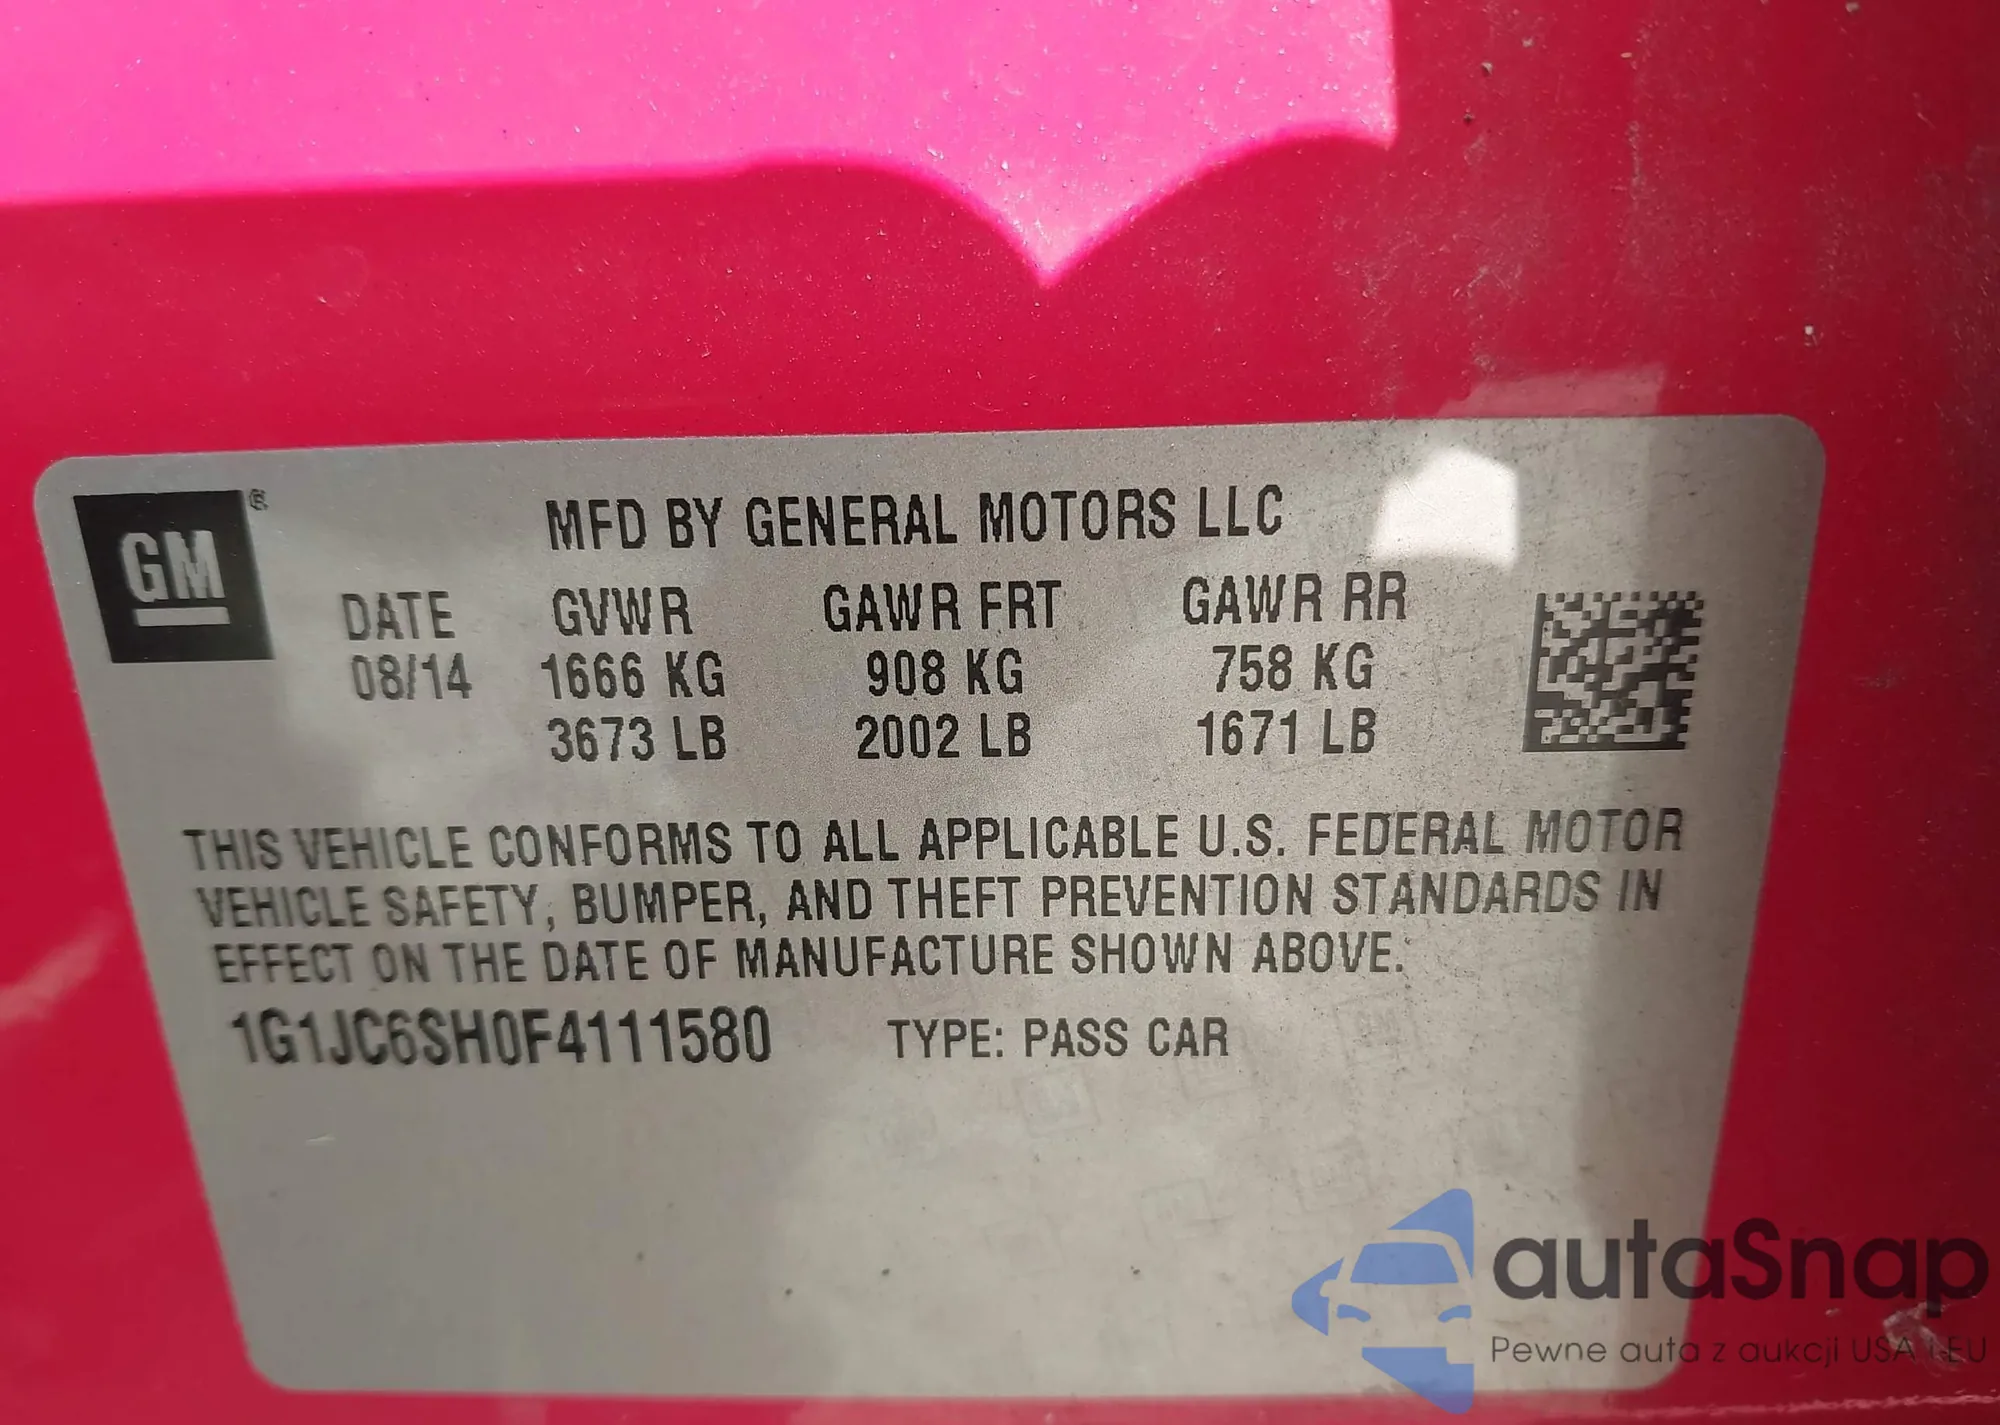 GM ®
MFD BY GENERAL MOTORS LLC
DATE GVWR GAWR FRT GAWR RR
08/14 1666 KG 908 KG 758 KG
3673 LB 2002 LB 1671 LB
THIS VEHICLE CONFORMS TO ALL APPLICABLE U.S. FEDERAL MOTOR
VEHICLE SAFETY, BUMPER, AND THEFT PREVENTION STANDARDS IN
EFFECT ON THE DATE OF MANUFACTURE SHOWN ABOVE.
1G1JC6SH0F4111580 TYPE: PASS CAR
autaSnap
Pewne auta z aukcji USA i EU